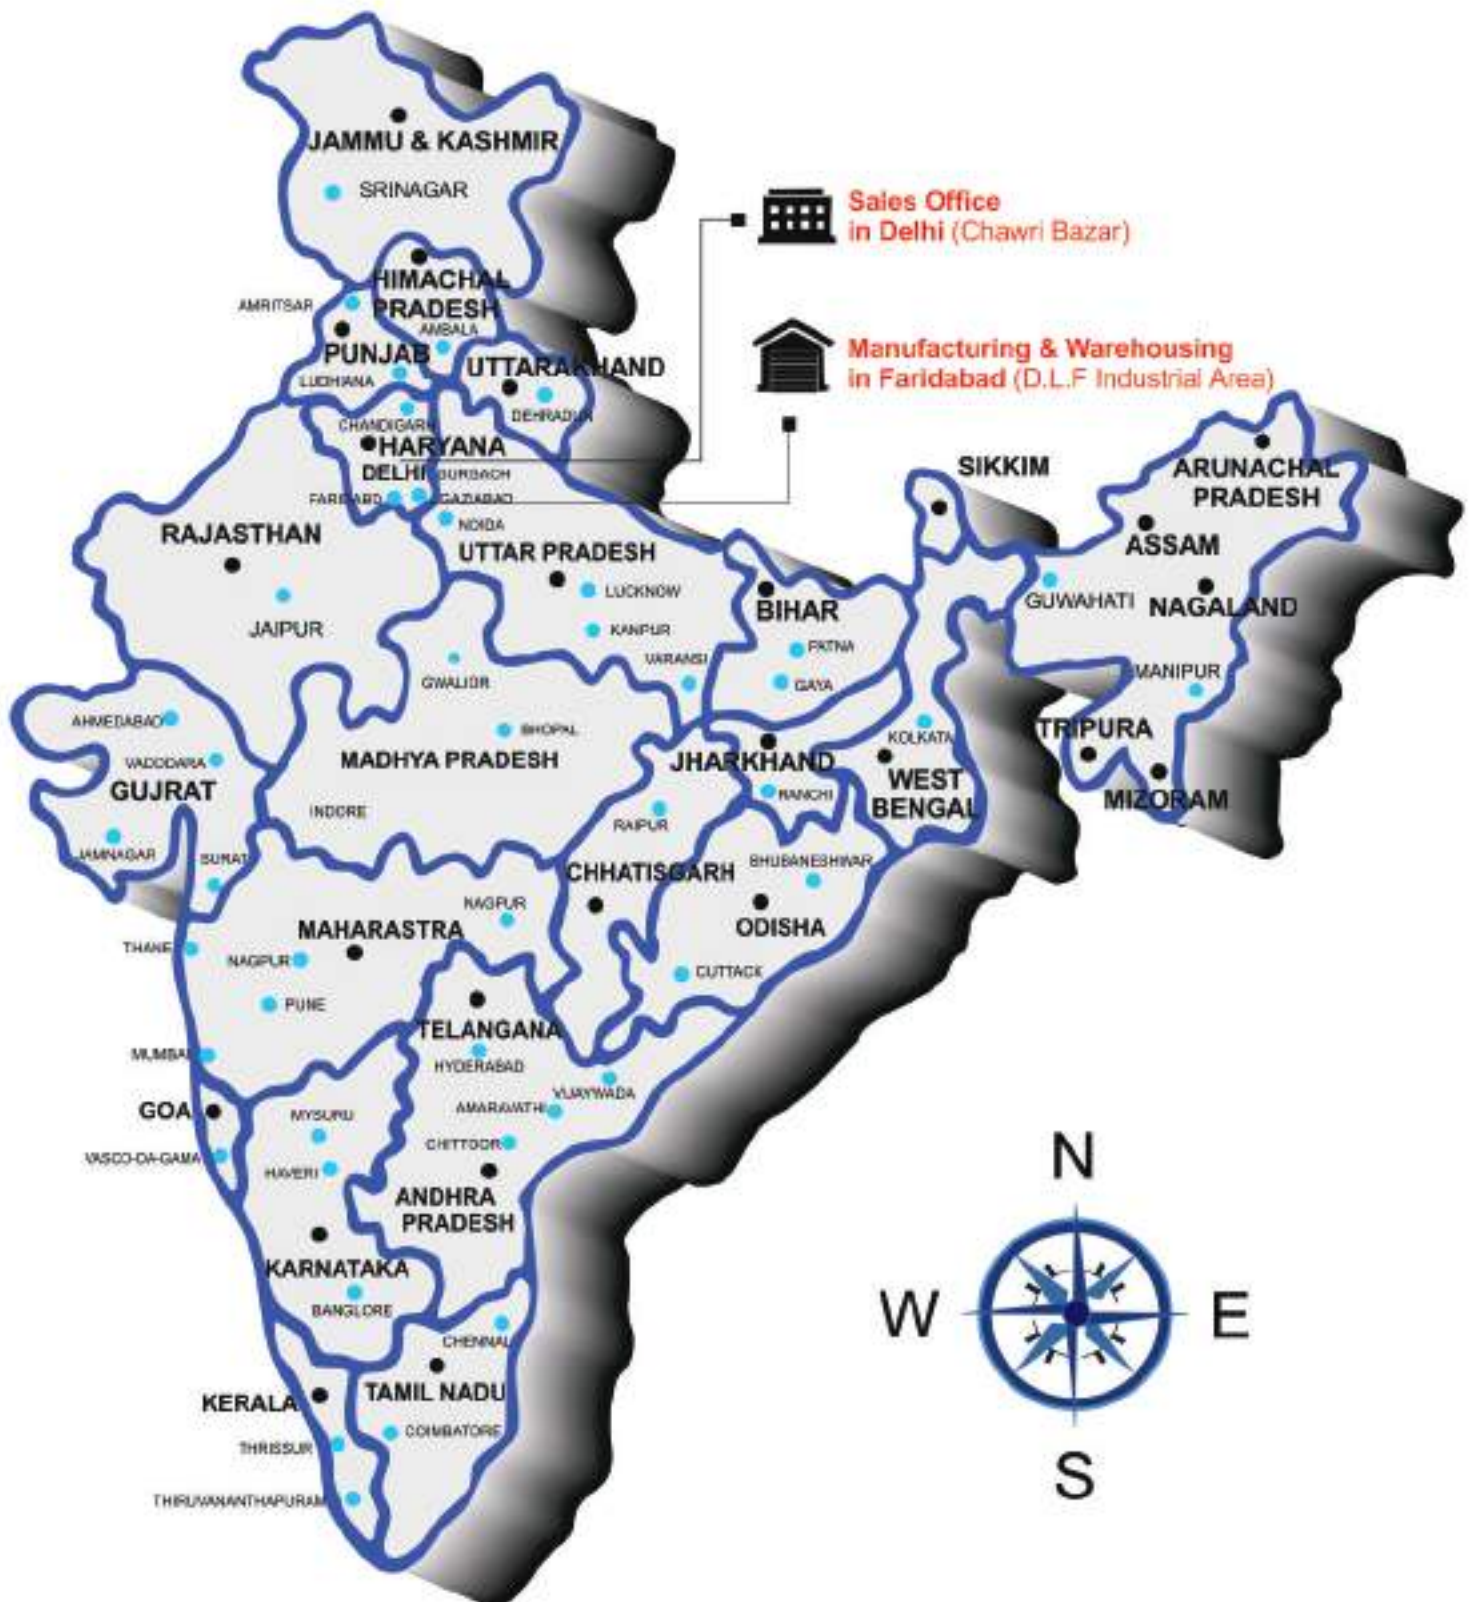 JAMMU & KASHMIR
SRINAGAR
Sales Office
in Delhi (Chawri Bazar)
HIMACHAL
PRADESH
AMRITSAR
AMBALA
PUNJAB
LUDHIANA
UTTARAKHAND
DEHRADUN
Manufacturing & Warehousing
in Faridabad (D.L.F Industrial Area)
CHANDIGARH
HARYANA
DELHI
FARIDABD
GAZIABAD
NOIDA
RAJASTHAN
JAIPUR
UTTAR PRADESH
LUCKNOW
KANPUR
VARANSI
SIKKIM
ARUNACHAL
PRADESH
ASSAM
GUWAHATI
NAGALAND
MANIPUR
TRIPURA
MIZORAM
BIHAR
PATNA
GAYA
GWALIOR
BHOPAL
MADHYA PRADESH
INDORE
AHMEDABAD
VADODARA
GUJRAT
JAMNAGAR
SURAT
JHARKHAND
RANCHI
KOLKATA
WEST
BENGAL
RAIPUR
CHHATISGARH
BHUBANESHWAR
ODISHA
CUTTACK
NAGPUR
MAHARASTRA
THANE
NAGPUR
PUNE
MUMBAI
TELANGANA
HYDERABAD
VIJAYWADA
AMARAVATHI
CHITTOOR
ANDHRA
PRADESH
GOA
VASCO-DA-GAMA
MYSURU
HAVERI
KARNATAKA
BANGLORE
CHENNAI
TAMIL NADU
COIMBATORE
KERALA
THRISSUR
THIRUVANANTHAPURAM
N
W
E
S